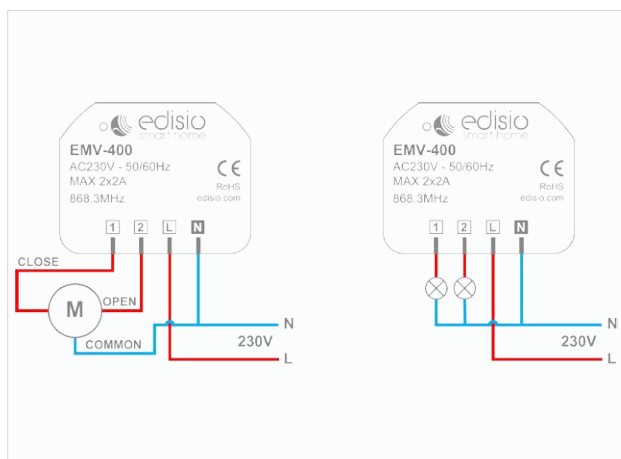 edisio
smart home
EMV-400
AC230V - 50/60Hz
MAX 2x2A
868.3MHz
CE
RoHS
edisio.com
1 2 L N
CLOSE
M
OPEN
COMMON
N
230V
L
edisio
smart home
EMV-400
AC230V - 50/60Hz
MAX 2x2A
868.3MHz
CE
RoHS
edisio.com
1 2 L N
N
230V
L